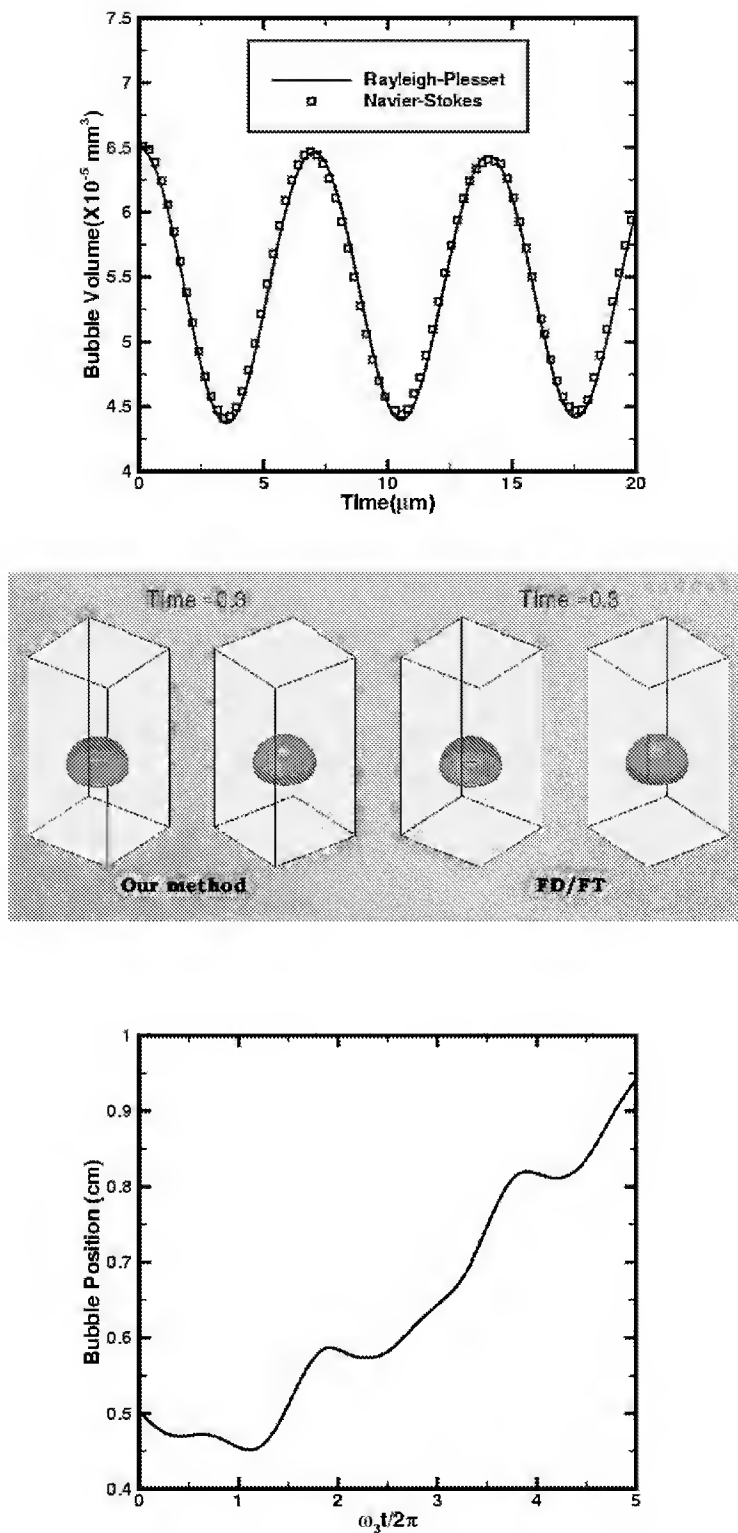 7.5
7
6.5
6
5.5
5
4.5
4
Bubble Volume(X10⁻⁵ mm³)
Rayleigh-Plesset
Navier-Stokes
0
5
10
15
20
Time(μm)
Time =0.8
Time =0.8
Our method
FD/FT
1
0.9
0.8
0.7
0.6
0.5
0.4
Bubble Position (cm)
0
1
2
3
4
5
ω₃t/2π